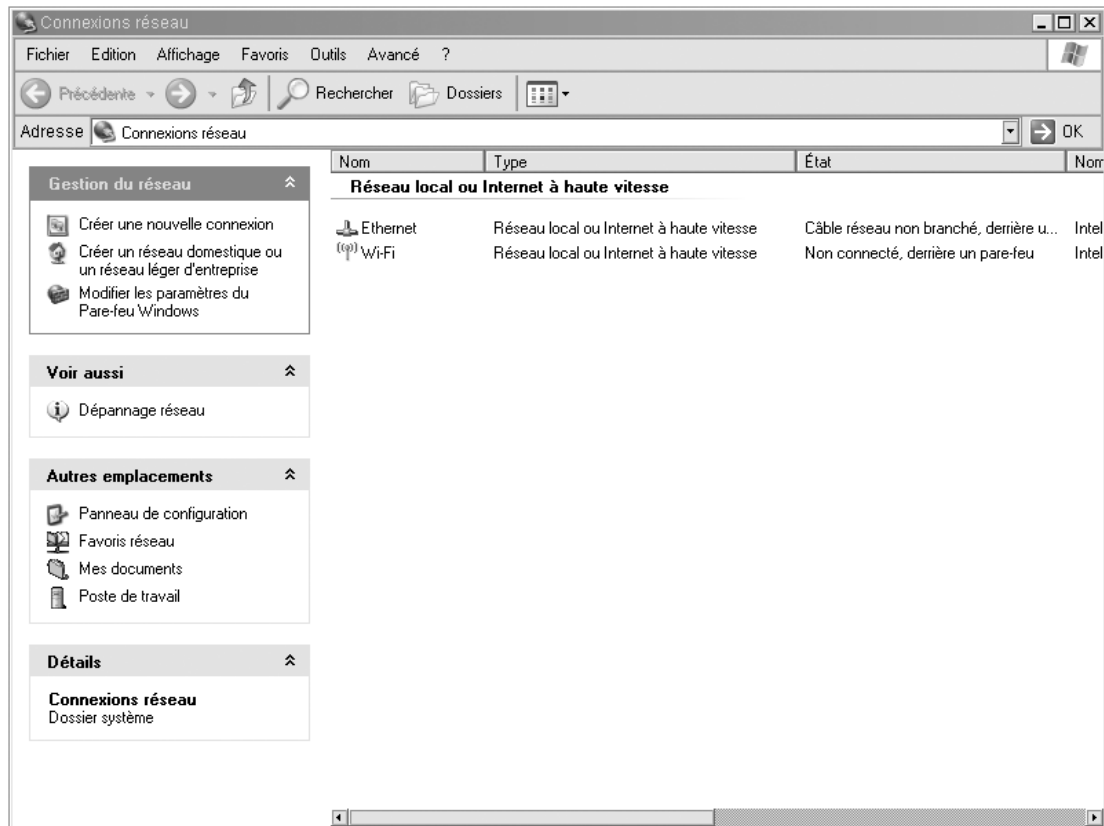 Connexions réseau
Fichier Edition Affichage Favoris Outils Avancé ?
Précédente Rechercher Dossiers
Adresse Connexions réseau OK
Gestion du réseau
Créer une nouvelle connexion
Créer un réseau domestique ou
un réseau léger d'entreprise
Modifier les paramètres du
Pare-feu Windows
Voir aussi
Dépannage réseau
Autres emplacements
Panneau de configuration
Favoris réseau
Mes documents
Poste de travail
Détails
Connexions réseau
Dossier système
Nom Type État Nom
Réseau local ou Internet à haute vitesse
Ethernet Réseau local ou Internet à haute vitesse Câble réseau non branché, derrière u... Intel
Wi-Fi Réseau local ou Internet à haute vitesse Non connecté, derrière un pare-feu Intel